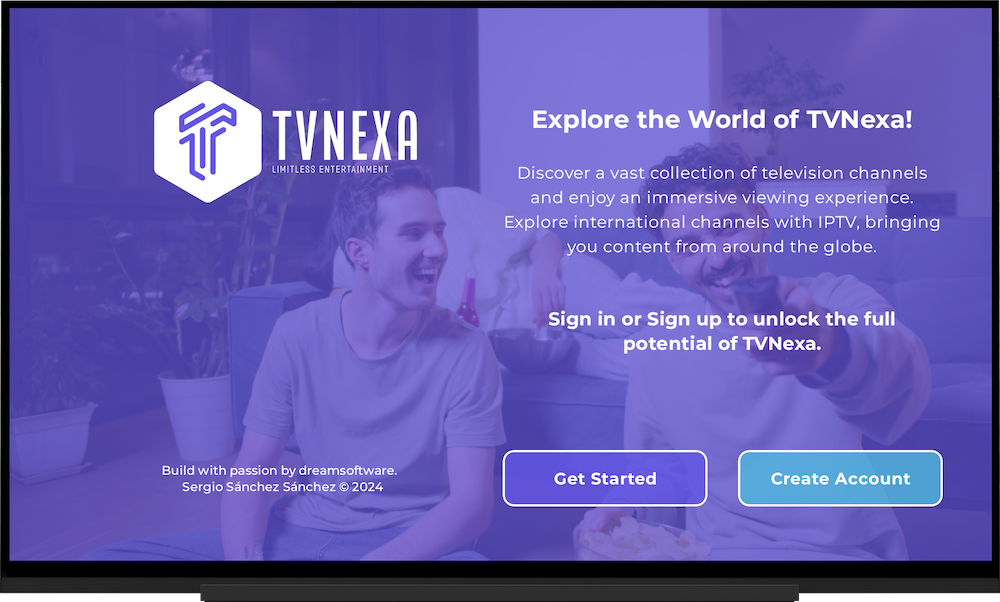 TVNEXA
LIMITLESS ENTERTAINMENT
Explore the World of TVNexa!
Discover a vast collection of television channels
and enjoy an immersive viewing experience.
Explore international channels with IPTV, bringing
you content from around the globe.
Sign in or Sign up to unlock the full
potential of TVNexa.
Build with passion by dreamsoftware.
Sergio Sánchez Sánchez © 2024
Get Started
Create Account